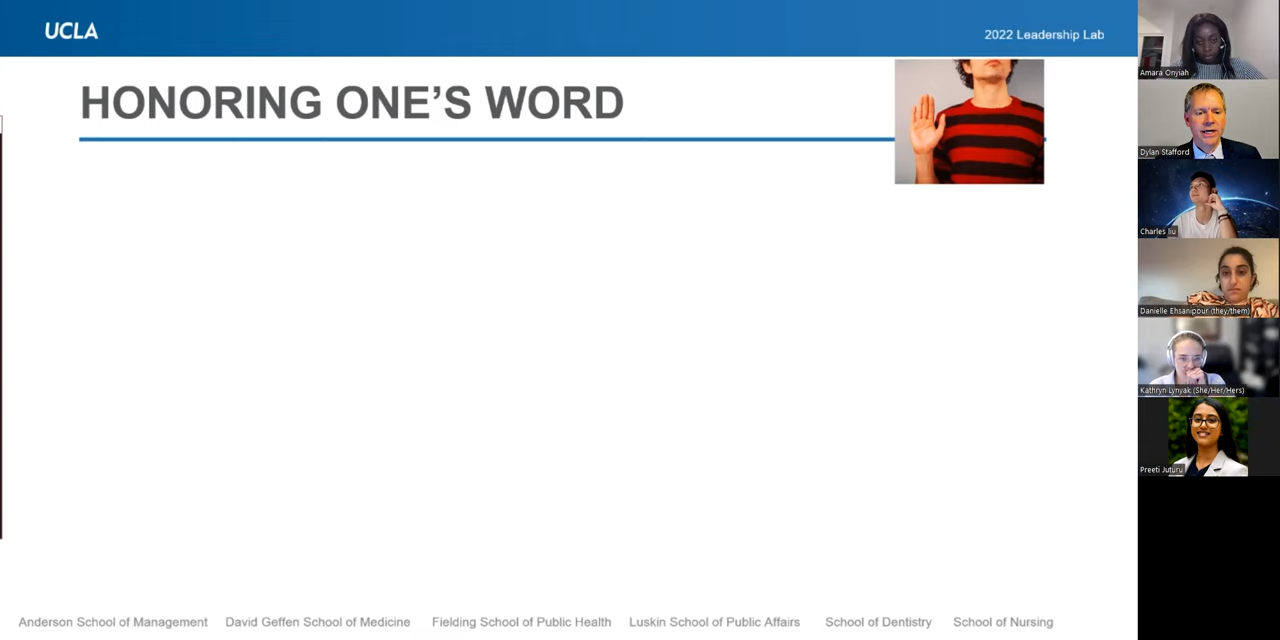 UCLA
2022 Leadership Lab
HONORING ONE'S WORD
Amara Onyiah
Dylan Stafford
Charles liu
Danielle Ehsanipour (they/them)
Kathryn Lynyak (She/Her/Hers)
Preeti Juturu
Anderson School of Management David Geffen School of Medicine Fielding School of Public Health Luskin School of Public Affairs School of Dentistry School of Nursing